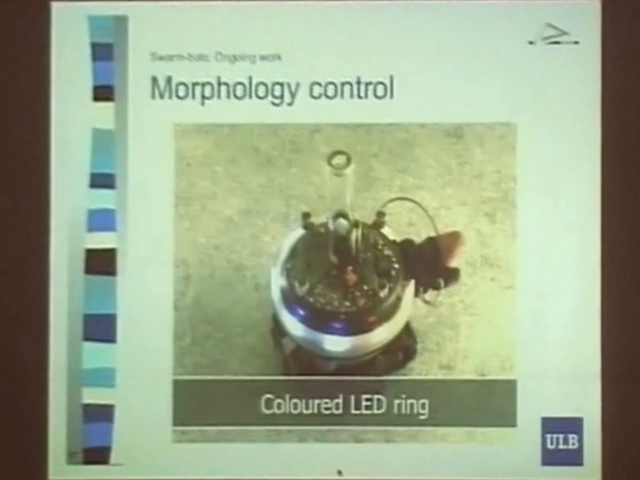 Swarm-bots: Ongoing work
Morphology control
Coloured LED ring
ULB